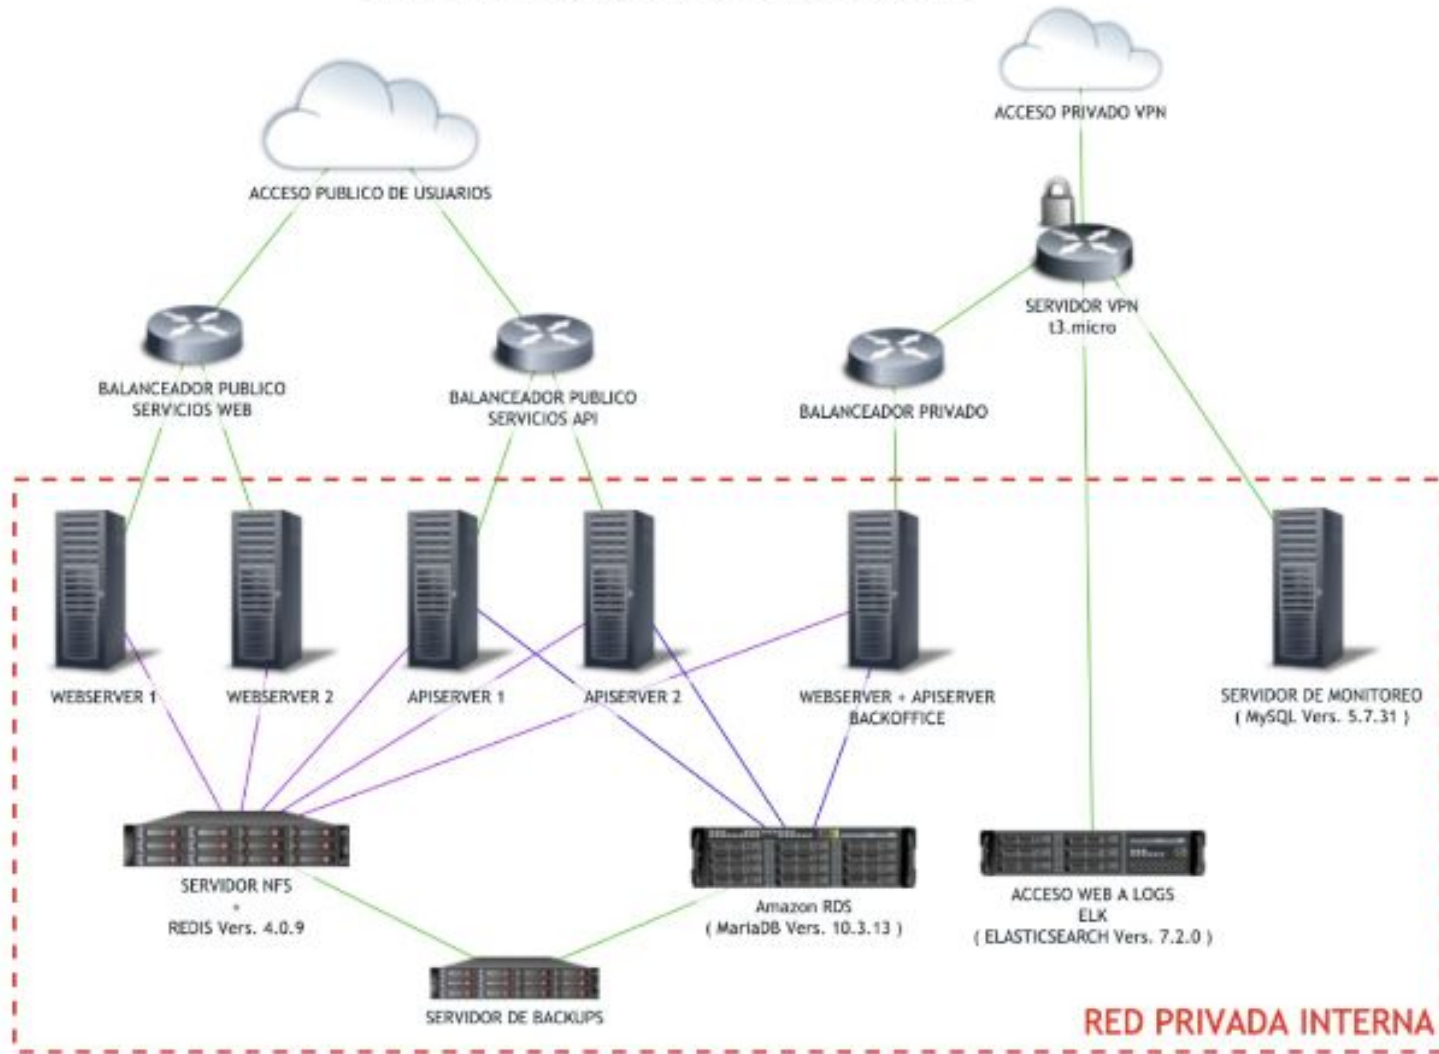 ACCESO PRIVADO VPN
ACCESO PUBLICO DE USUARIOS
SERVIDOR VPN
t3.micro
BALANCEADOR PUBLICO
SERVICIOS WEB
BALANCEADOR PUBLICO
SERVICIOS API
BALANCEADOR PRIVADO
WEBSERVER 1
WEBSERVER 2
APISERVER 1
APISERVER 2
WEBSERVER + APISERVER
BACKOFFICE
SERVIDOR DE MONITOREO
( MySQL Vers. 5.7.31 )
SERVIDOR NFS
+
REDIS Vers. 4.0.9
Amazon RDS
( MariaDB Vers. 10.3.13 )
ACCESO WEB A LOGS
ELK
( ELASTICSEARCH Vers. 7.2.0 )
SERVIDOR DE BACKUPS
RED PRIVADA INTERNA